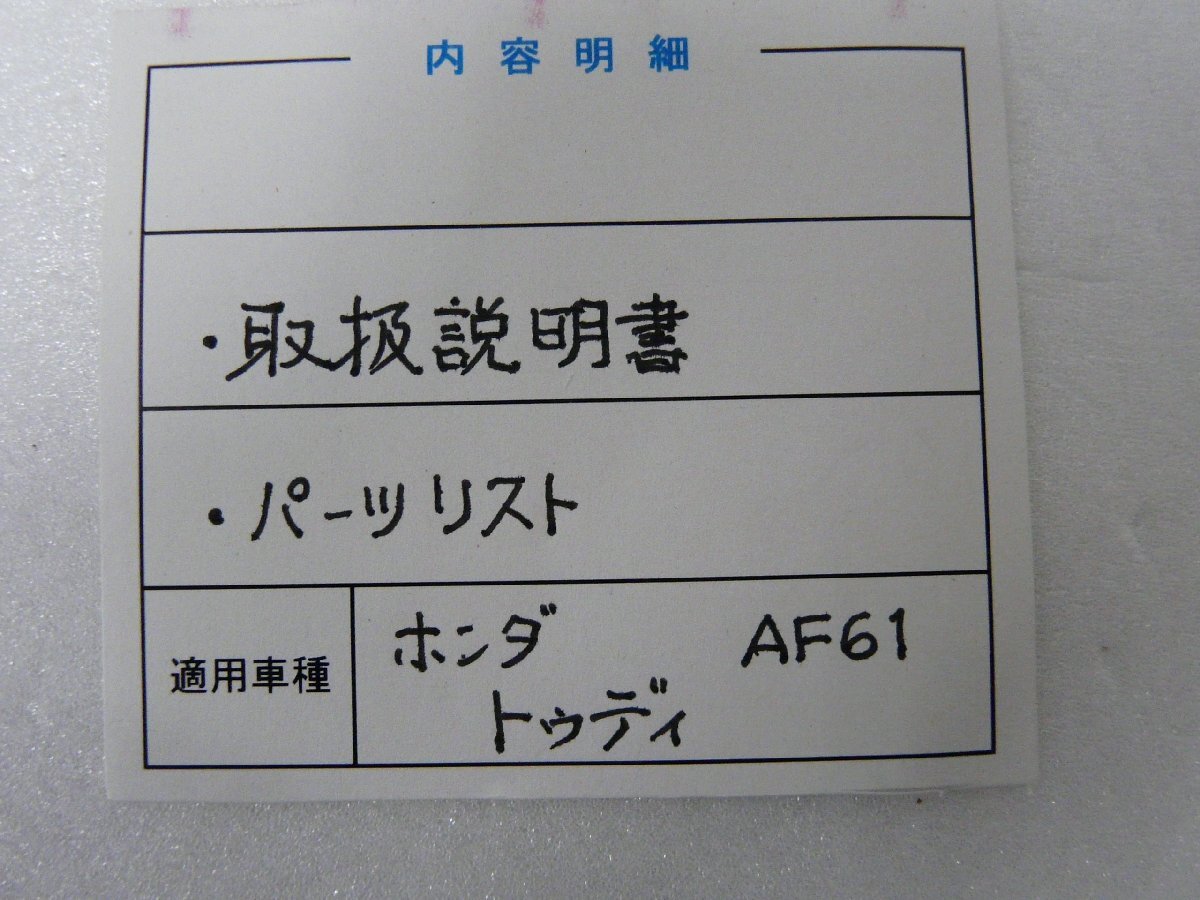 内容明細
・取扱説明書
・パーツリスト
適用車種
ホンダ AF61
トゥディ